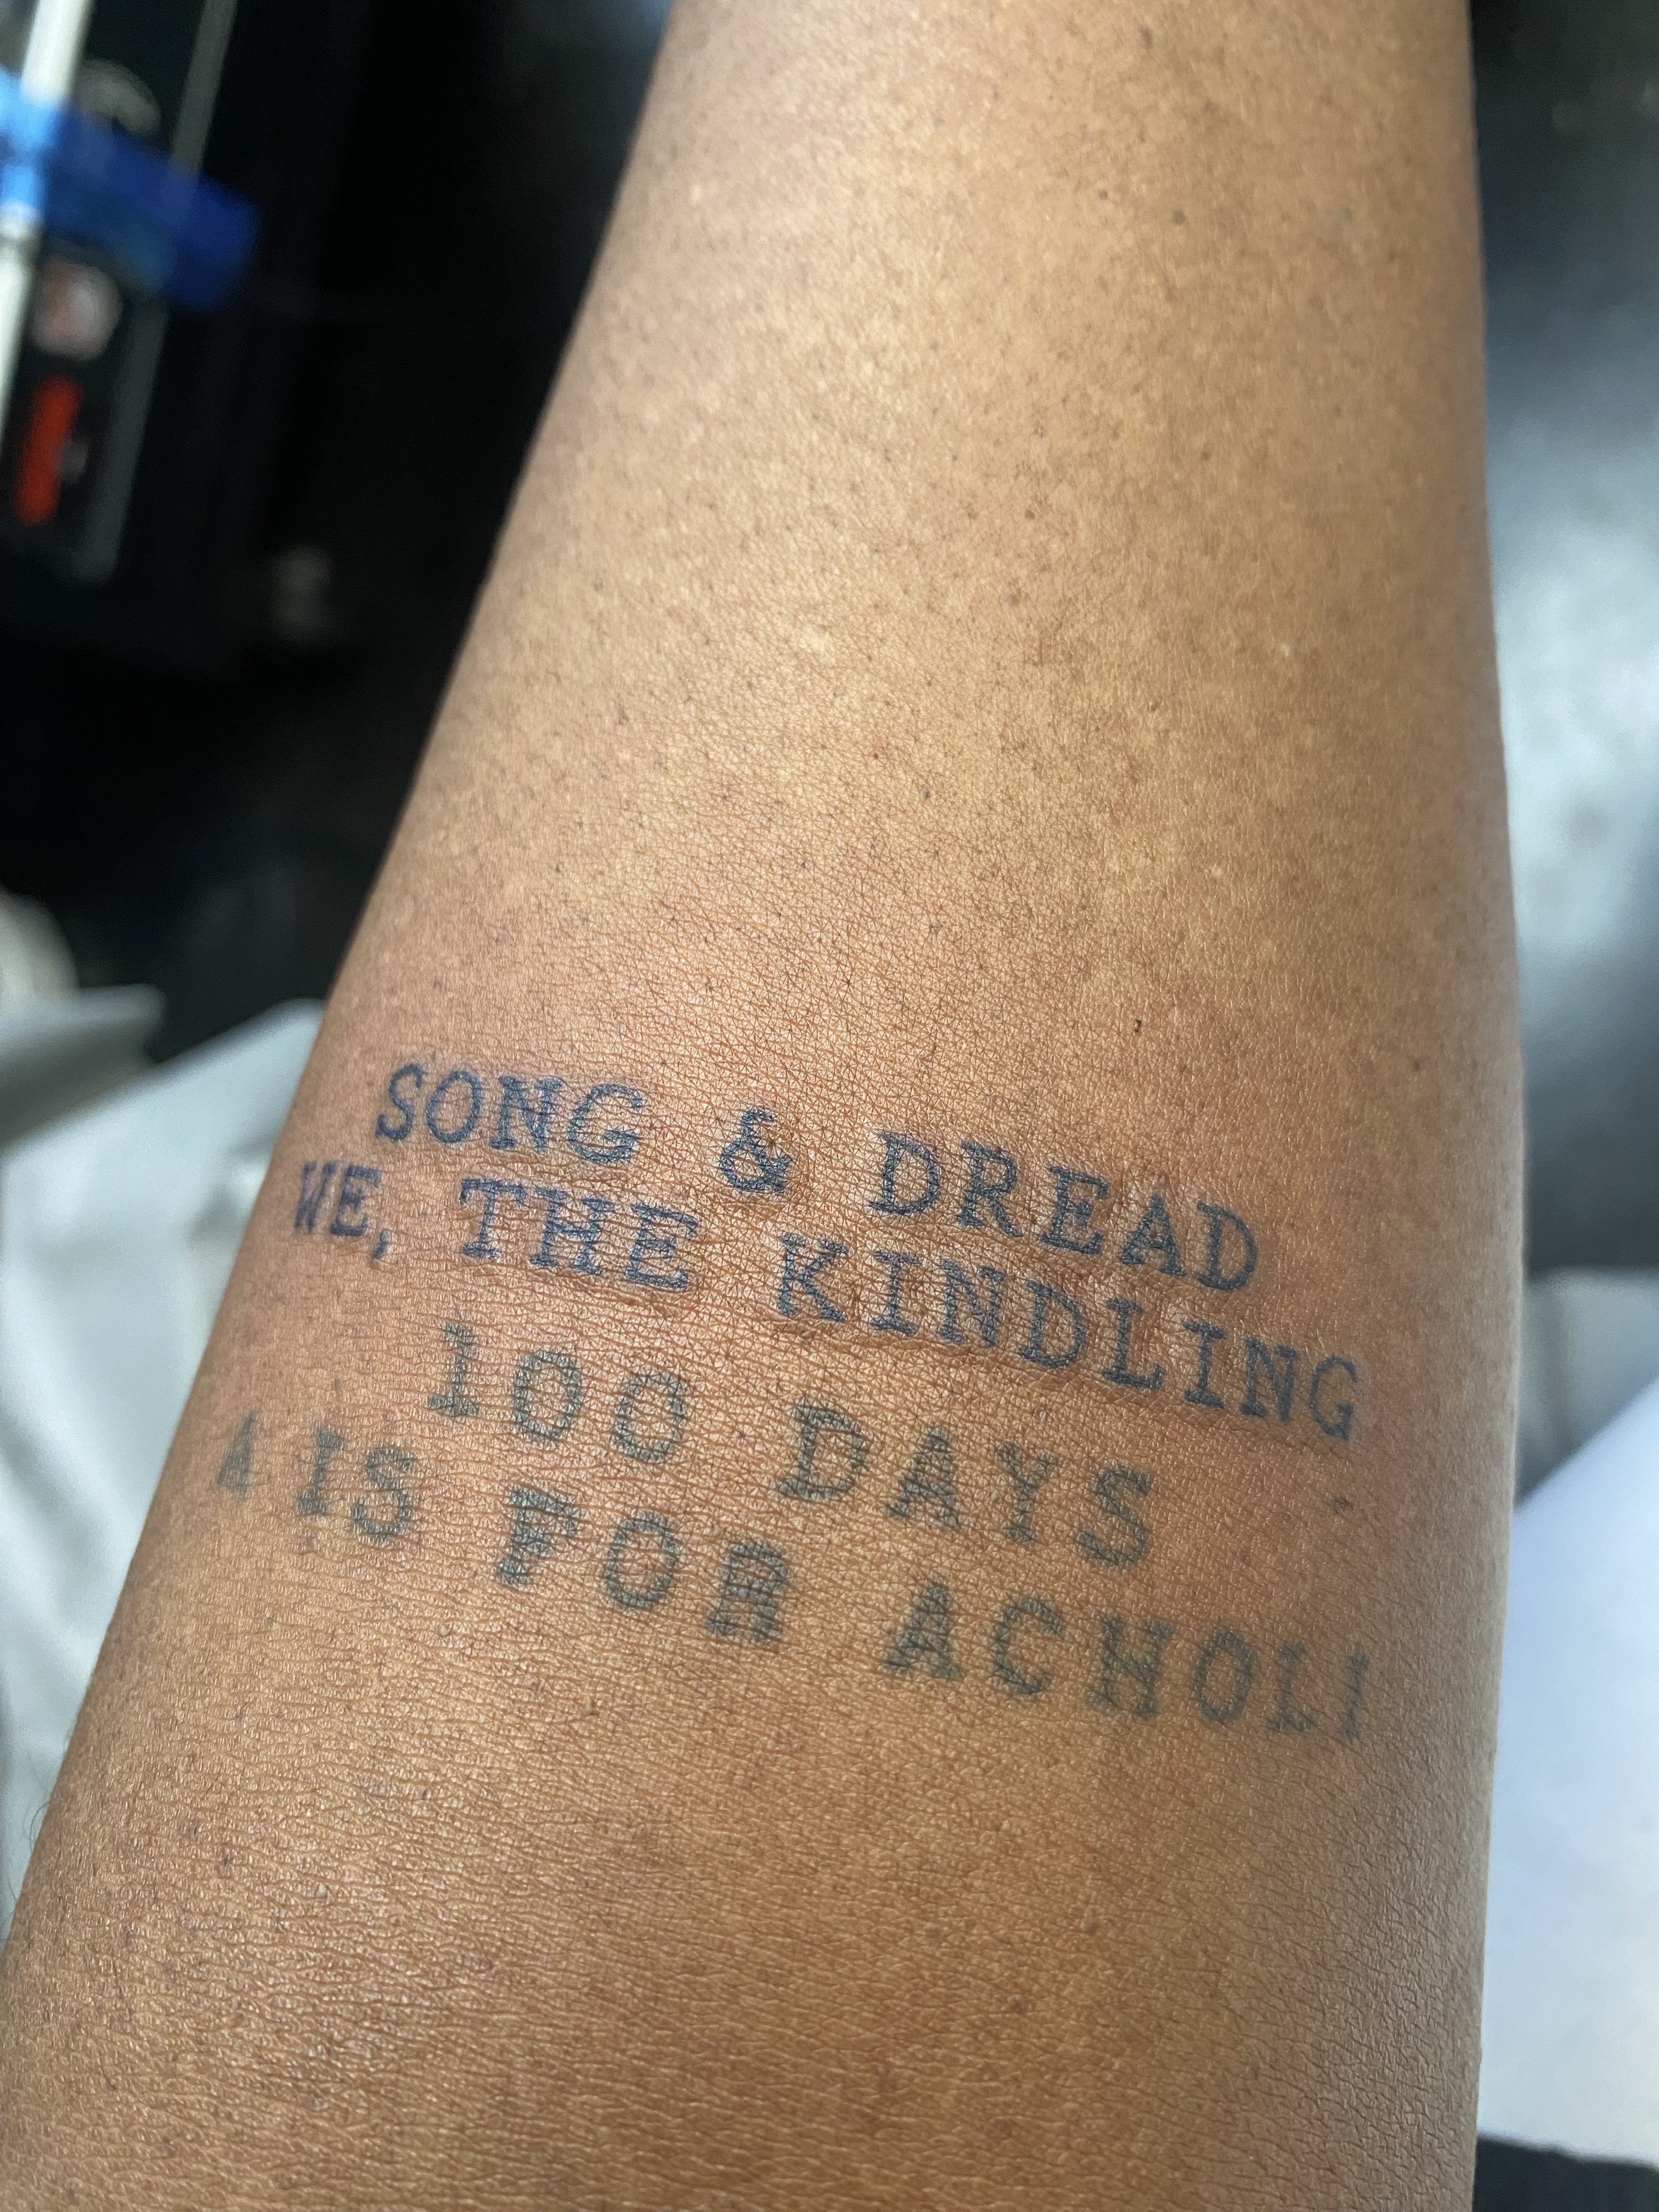 SONG & DREAD
WE, THE KINDLING
100 DAYS
A IS FOR ACHOLI